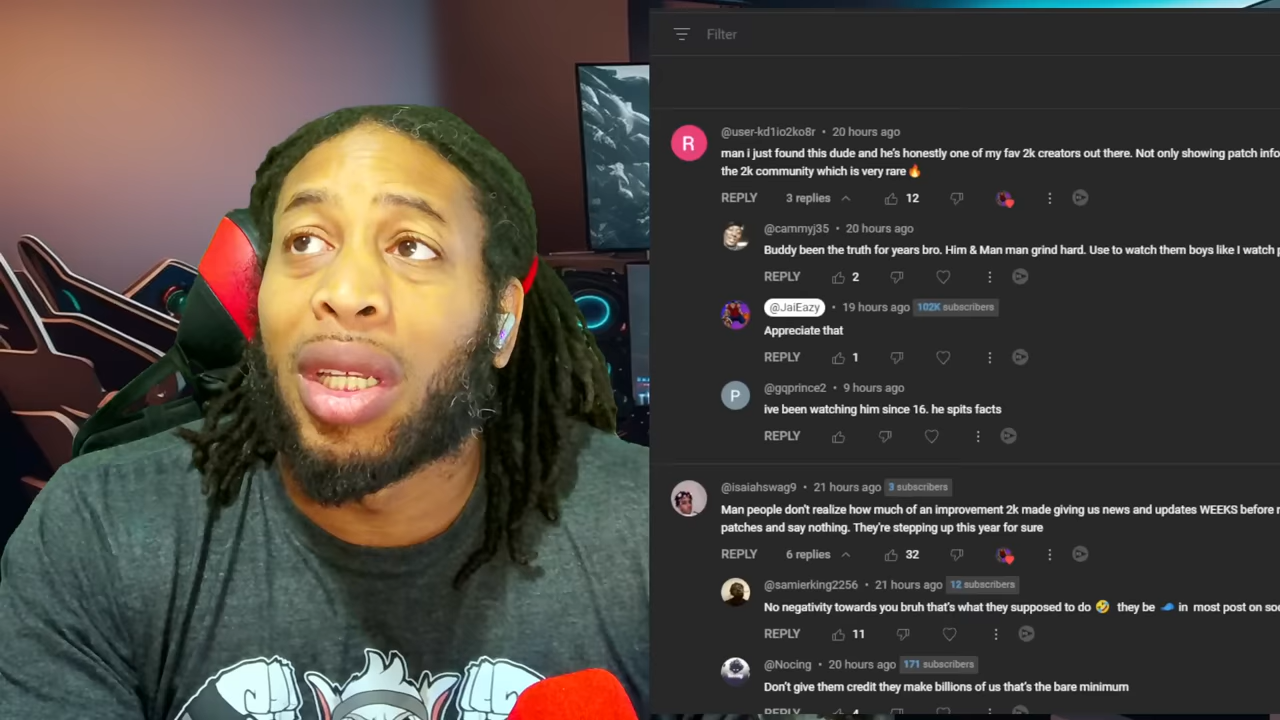 Filter
R
@user-kd1io2ko8r • 20 hours ago
man i just found this dude and he's honestly one of my fav 2k creators out there. Not only showing patch info
the 2k community which is very rare🔥
REPLY 3 replies 12
@cammyj35 • 20 hours ago
Buddy been the truth for years bro. Him & Man man grind hard. Use to watch them boys like I watch
REPLY 2
@JaiEazy • 19 hours ago 102K subscribers
Appreciate that
REPLY 1
P
@gqprince2 • 9 hours ago
ive been watching him since 16. he spits facts
REPLY
@isaiahswag9 • 21 hours ago 3 subscribers
Man people don't realize how much of an improvement 2k made giving us news and updates WEEKS before
patches and say nothing. They're stepping up this year for sure
REPLY 6 replies 32
@samierking2256 • 21 hours ago 12 subscribers
No negativity towards you bruh that's what they supposed to do 🤣 they be 🧢 in most post on
REPLY 11
@Nocing • 20 hours ago 171 subscribers
Don't give them credit they make billions of us that's the bare minimum
REPLY 4